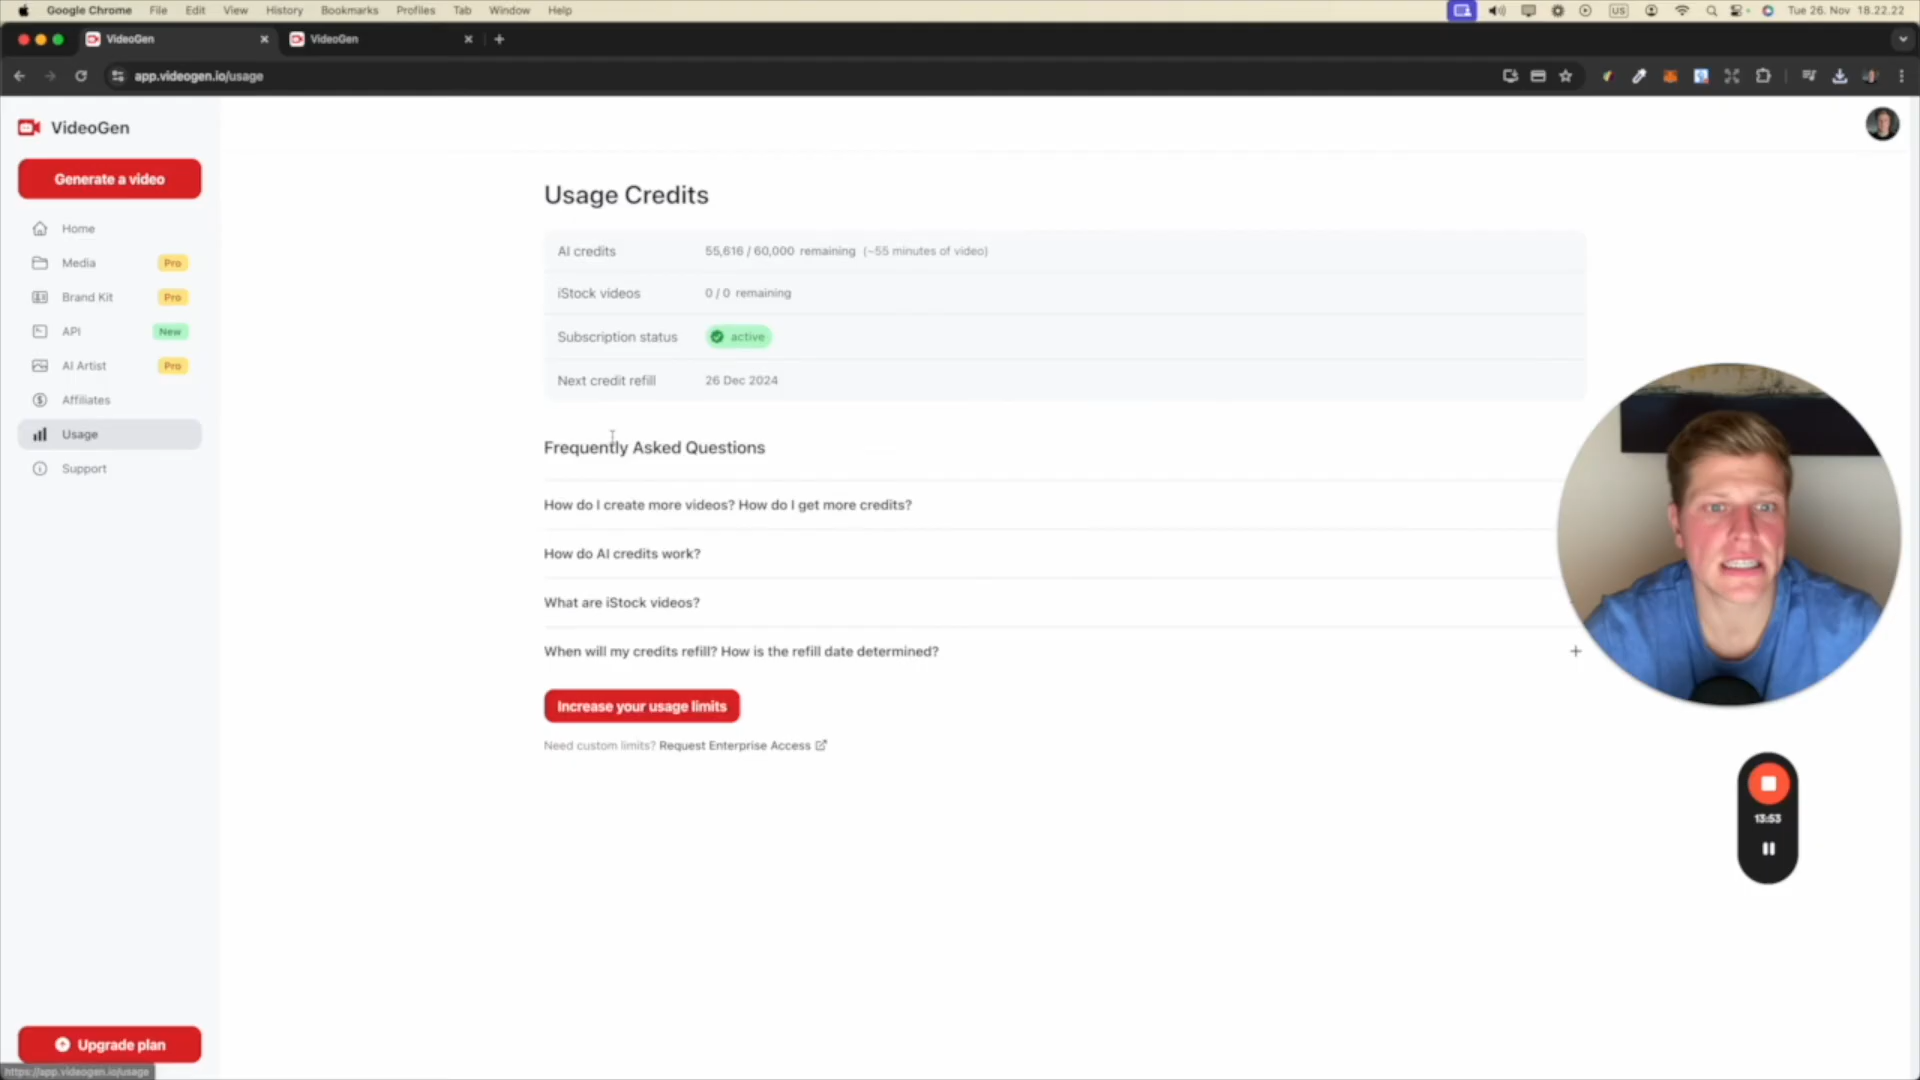 Google Chrome File Edit View History Bookmarks Profiles Tab Window Help US Tue 26. Nov 18.22.22
VideoGen VideoGen
app.videogen.io/usage
VideoGen
Generate a video
Home
Media Pro
Brand Kit Pro
API New
AI Artist Pro
Affiliates
Usage
Support
Usage Credits
AI credits 55,616 / 60,000 remaining (~55 minutes of video)
iStock videos 0 / 0 remaining
Subscription status active
Next credit refill 26 Dec 2024
Frequently Asked Questions
How do I create more videos? How do I get more credits?
How do AI credits work?
What are iStock videos?
When will my credits refill? How is the refill date determined?
Increase your usage limits
Need custom limits? Request Enterprise Access
13:53
Upgrade plan
https://app.videogen.io/usage